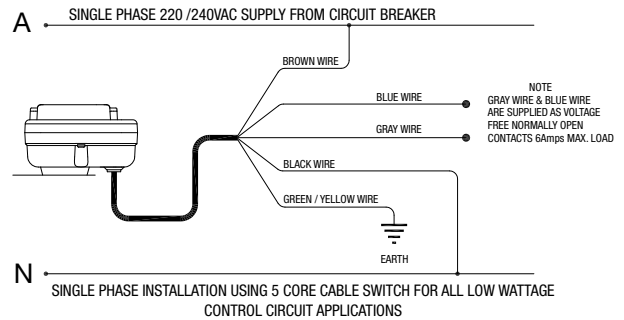 A
SINGLE PHASE 220 /240VAC SUPPLY FROM CIRCUIT BREAKER
BROWN WIRE
BLUE WIRE
GRAY WIRE
BLACK WIRE
GREEN / YELLOW WIRE
EARTH
NOTE
GRAY WIRE & BLUE WIRE
ARE SUPPLIED AS VOLTAGE
FREE NORMALLY OPEN
CONTACTS 6Amps MAX. LOAD
N
SINGLE PHASE INSTALLATION USING 5 CORE CABLE SWITCH FOR ALL LOW WATTAGE
CONTROL CIRCUIT APPLICATIONS